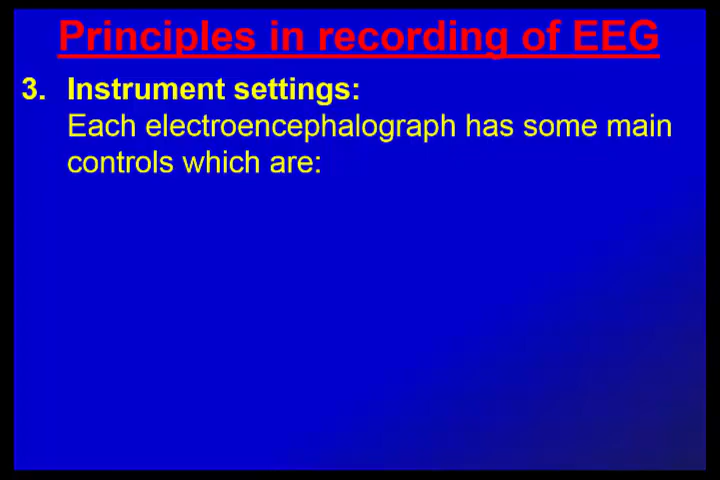 Principles in recording of EEG
3. Instrument settings:
Each electroencephalograph has some main
controls which are: